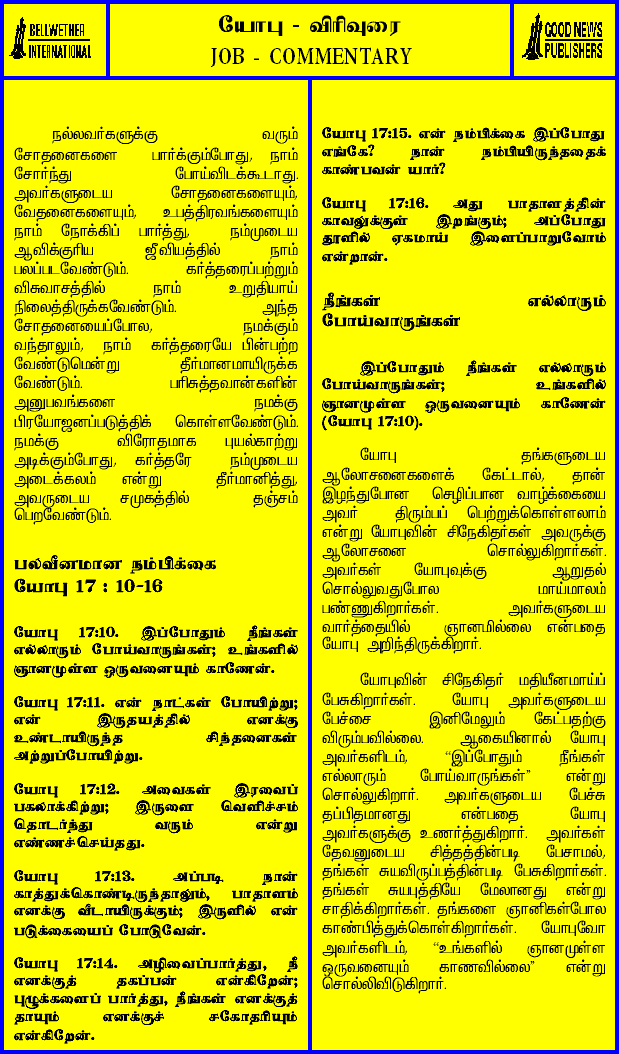 BELLWETHER
INTERNATIONAL
யோபு - விரிவுரை
JOB - COMMENTARY
GOOD NEWS
PUBLISHERS
நல்லவர்களுக்கு வரும்
சோதனைகளை பார்க்கும்போது, நாம்
சோர்ந்து போய்விடக்கூடாது.
அவர்களுடைய சோதனைகளையும்,
வேதனைகளையும், உபத்திரவங்களையும்
நாம் நோக்கிப் பார்த்து, நம்முடைய
ஆவிக்குரிய ஜீவியத்தில் நாம்
பலப்படவேண்டும். கர்த்தரைப்பற்றும்
விசுவாசத்தில் நாம் உறுதியாய்
நிலைத்திருக்கவேண்டும். அந்த
சோதனையைப்போல, நமக்கும்
வந்தாலும், நாம் கர்த்தரையே பின்பற்ற
வேண்டுமென்று தீர்மானமாயிருக்க
வேண்டும். பரிசுத்தவான்களின்
அனுபவங்களை நமக்கு
பிரயோஜனப்படுத்திக் கொள்ளவேண்டும்.
நமக்கு விரோதமாக புயல்காற்று
அடிக்கும்போது, கர்த்தரே நம்முடைய
அடைக்கலம் என்று தீர்மானித்து,
அவருடைய சமுகத்தில் தஞ்சம்
பெறவேண்டும்.
பலவீனமான நம்பிக்கை
யோபு 17 : 10-16
யோபு 17:10. இப்போதும் நீங்கள்
எல்லாரும் போய்வாருங்கள்; உங்களில்
ஞானமுள்ள ஒருவனையும் காணேன்.
யோபு 17:11. என் நாட்கள் போயிற்று;
என் இருதயத்தில் எனக்கு
உண்டாயிருந்த சிந்தனைகள்
அற்றுப்போயிற்று.
யோபு 17:12. அவைகள் இரவைப்
பகலாக்கிற்று; இருளை வெளிச்சம்
தொடர்ந்து வரும் என்று
எண்ணச்செய்தது.
யோபு 17:13. அப்படி நான்
காத்துக்கொண்டிருந்தாலும், பாதாளம்
எனக்கு வீடாயிருக்கும்; இருளில் என்
படுக்கையைப் போடுவேன்.
யோபு 17:14. அழிவைப்பார்த்து, நீ
எனக்குத் தகப்பன் என்கிறேன்;
புழுக்களைப் பார்த்து, நீங்கள் எனக்குத்
தாயும் எனக்குச் சகோதரியும்
என்கிறேன்.
யோபு 17:15. என் நம்பிக்கை இப்போது
எங்கே? நான் நம்பியிருந்ததைக்
காண்பவன் யார்?
யோபு 17:16. அது பாதாளத்தின்
காவலுக்குள் இறங்கும்; அப்போது
தூளில் ஏகமாய் இளைப்பாறுவோம்
என்றான்.
நீங்கள் எல்லாரும்
போய்வாருங்கள்
இப்போதும் நீங்கள் எல்லாரும்
போய்வாருங்கள்; உங்களில்
ஞானமுள்ள ஒருவனையும் காணேன்
(யோபு 17:10).
யோபு தங்களுடைய
ஆலோசனைகளைக் கேட்டால், தான்
இழந்துபோன செழிப்பான வாழ்க்கையை
அவர் திரும்பப் பெற்றுக்கொள்ளலாம்
என்று யோபுவின் சிநேகிதர்கள் அவருக்கு
ஆலோசனை சொல்லுகிறார்கள்.
அவர்கள் யோபுவுக்கு ஆறுதல்
சொல்லுவதுபோல மாய்மாலம்
பண்ணுகிறார்கள். அவர்களுடைய
வார்த்தையில் ஞானமில்லை என்பதை
யோபு அறிந்திருக்கிறார்.
யோபுவின் சிநேகிதர் மதியீனமாய்ப்
பேசுகிறார்கள். யோபு அவர்களுடைய
பேச்சை இனிமேலும் கேட்பதற்கு
விரும்பவில்லை. ஆகையினால் யோபு
அவர்களிடம், “இப்போதும் நீங்கள்
எல்லாரும் போய்வாருங்கள்” என்று
சொல்லுகிறார். அவர்களுடைய பேச்சு
தப்பிதமானது என்பதை யோபு
அவர்களுக்கு உணர்த்துகிறார். அவர்கள்
தேவனுடைய சித்தத்தின்படி பேசாமல்,
தங்கள் சுயவிருப்பத்தின்படி பேசுகிறார்கள்.
தங்கள் சுயபுத்தியே மேலானது என்று
சாதிக்கிறார்கள். தங்களை ஞானிகள்போல
காண்பித்துக்கொள்கிறார்கள். யோபுவோ
அவர்களிடம், “உங்களில் ஞானமுள்ள
ஒருவனையும் காணவில்லை” என்று
சொல்லிவிடுகிறார்.